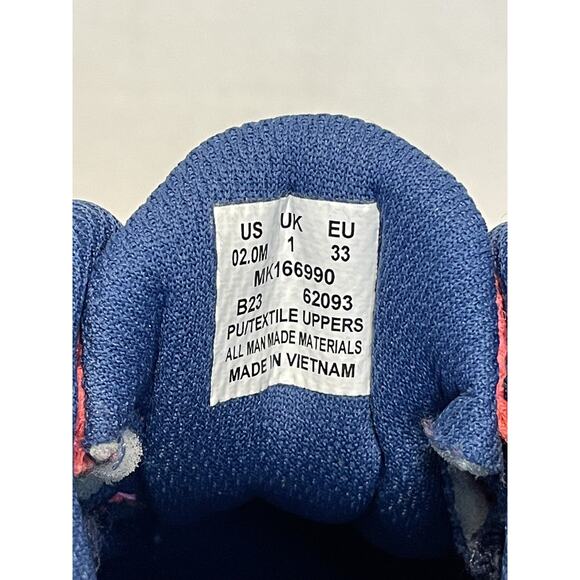 US UK EU
02.0M 1 33
MK166990
B23 62093
PU/TEXTILE UPPERS
ALL MAN MADE MATERIALS
MADE IN VIETNAM